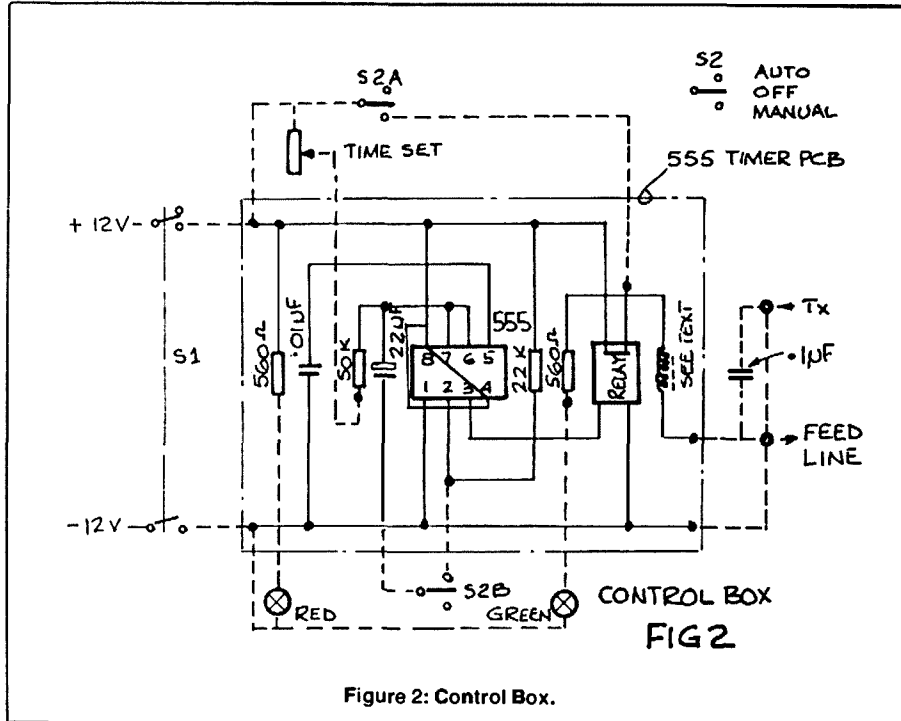 S2A
S2
AUTO
OFF
MANUAL
TIME SET
555 TIMER PCB
+12V
S1
560Ω
.01µF
50K
22µF
555
8 7 6 5
1 2 3 4
22K
560Ω
RELAY
SEE TEXT
Tx
.1µF
FEED
LINE
-12V
S2B
RED
GREEN
CONTROL BOX
FIG 2
Figure 2: Control Box.